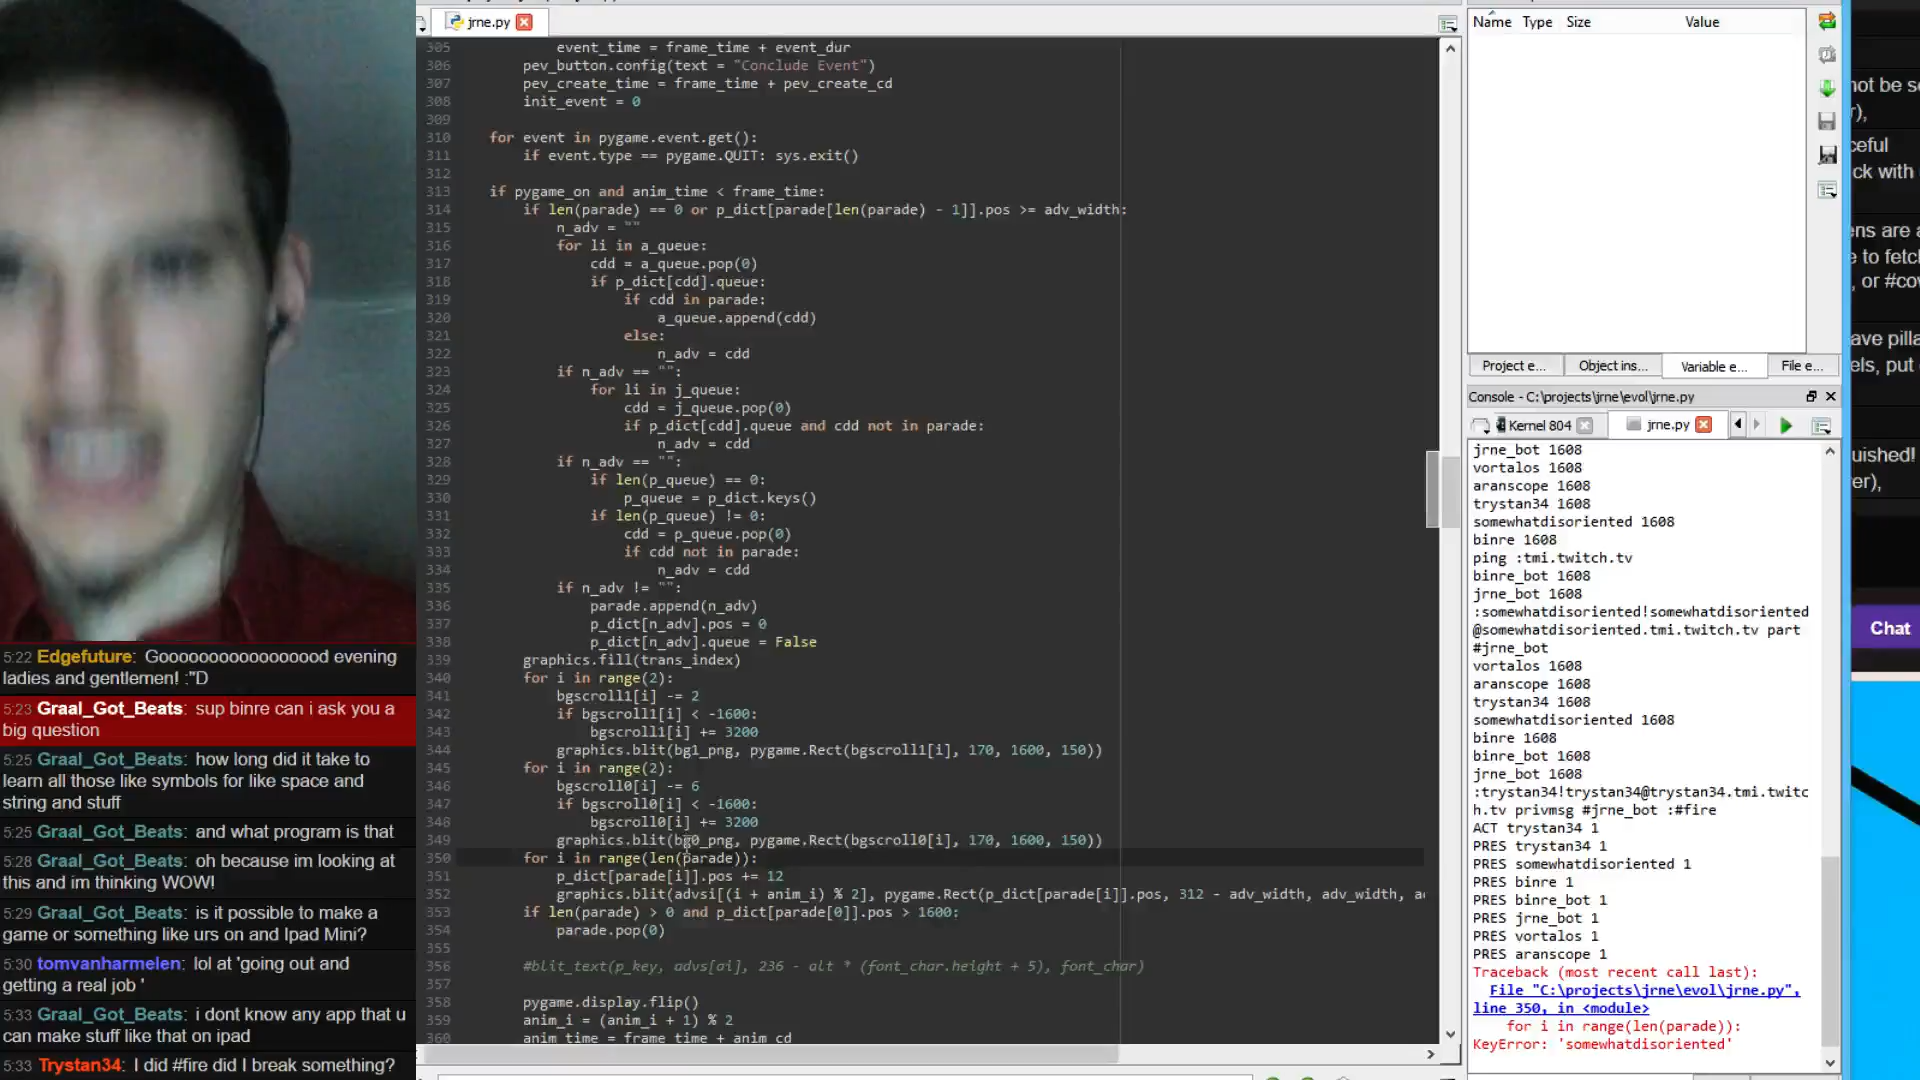 jrne.py
305 event_time = frame_time + event_dur
306 pev_button.config(text = "Conclude Event")
307 pev_create_time = frame_time + pev_create_cd
308 init_event = 0
309
310 for event in pygame.event.get():
311 if event.type == pygame.QUIT: sys.exit()
312
313 if pygame_on and anim_time < frame_time:
314 if len(parade) == 0 or p_dict[parade[len(parade) - 1]].pos >= adv_width:
315 n_adv = ""
316 for li in a_queue:
317 cdd = a_queue.pop(0)
318 if p_dict[cdd].queue:
319 if cdd in parade:
320 a_queue.append(cdd)
321 else:
322 n_adv = cdd
323 if n_adv == "":
324 for li in j_queue:
325 cdd = j_queue.pop(0)
326 if p_dict[cdd].queue and cdd not in parade:
327 n_adv = cdd
328 if n_adv == "":
329 if len(p_queue) == 0:
330 p_queue = p_dict.keys()
331 if len(p_queue) != 0:
332 cdd = p_queue.pop(0)
333 if cdd not in parade:
334 n_adv = cdd
335 if n_adv != "":
336 parade.append(n_adv)
337 p_dict[n_adv].pos = 0
338 p_dict[n_adv].queue = False
339 graphics.fill(trans_index)
340 for i in range(2):
341 bgscroll1[i] -= 2
342 if bgscroll1[i] < -1600:
343 bgscroll1[i] += 3200
344 graphics.blit(bg1_png, pygame.Rect(bgscroll1[i], 170, 1600, 150))
345 for i in range(2):
346 bgscroll0[i] -= 6
347 if bgscroll0[i] < -1600:
348 bgscroll0[i] += 3200
349 graphics.blit(bg0_png, pygame.Rect(bgscroll0[i], 170, 1600, 150))
350 for i in range(len(parade)):
351 p_dict[parade[i]].pos += 12
352 graphics.blit(advsi[(i + anim_i) % 2], pygame.Rect(p_dict[parade[i]].pos, 312 - adv_width, adv_width, a
353 if len(parade) > 0 and p_dict[parade[0]].pos > 1600:
354 parade.pop(0)
355
356 #blit_text(p_key, advs[ai], 236 - alt * (font_char.height + 5), font_char)
357
358 pygame.display.flip()
359 anim_i = (anim_i + 1) % 2
360 anim_time = frame_time + anim_cd
Name Type Size Value
Project e... Object ins... Variable e... File e...
Console - C:\projects\jrne\evol\jrne.py
Kernel 804 jrne.py
jrne_bot 1608
vortalos 1608
aranscope 1608
trystan34 1608
somewhatdisoriented 1608
binre 1608
ping :tmi.twitch.tv
binre_bot 1608
jrne_bot 1608
:somewhatdisoriented!somewhatdisoriented
@somewhatdisoriented.tmi.twitch.tv part
#jrne_bot
vortalos 1608
aranscope 1608
trystan34 1608
somewhatdisoriented 1608
binre 1608
binre_bot 1608
jrne_bot 1608
:trystan34!trystan34@trystan34.tmi.twitc
h.tv privmsg #jrne_bot :#fire
ACT trystan34 1
PRES trystan34 1
PRES somewhatdisoriented 1
PRES binre 1
PRES binre_bot 1
PRES jrne_bot 1
PRES vortalos 1
PRES aranscope 1
Traceback (most recent call last):
File "C:\projects\jrne\evol\jrne.py",
line 350, in <module>
for i in range(len(parade)):
KeyError: 'somewhatdisoriented'
5:22 Edgefuture: Gooooooooooooooood evening
ladies and gentlemen! :"D
5:23 Graal_Got_Beats: sup binre can i ask you a
big question
5:25 Graal_Got_Beats: how long did it take to
learn all those like symbols for like space and
string and stuff
5:25 Graal_Got_Beats: and what program is that
5:28 Graal_Got_Beats: oh because im looking at
this and im thinking WOW!
5:29 Graal_Got_Beats: is it possible to make a
game or something like urs on and Ipad Mini?
5:30 tomvanharmelen: lol at 'going out and
getting a real job '
5:33 Graal_Got_Beats: i dont know any app that u
can make stuff like that on ipad
5:33 Trystan34: I did #fire did I break something?
not be s
ceful
ck with
ens are a
e to fetch
, or #co
ave pilla
els, put
uished!
er),
Chat